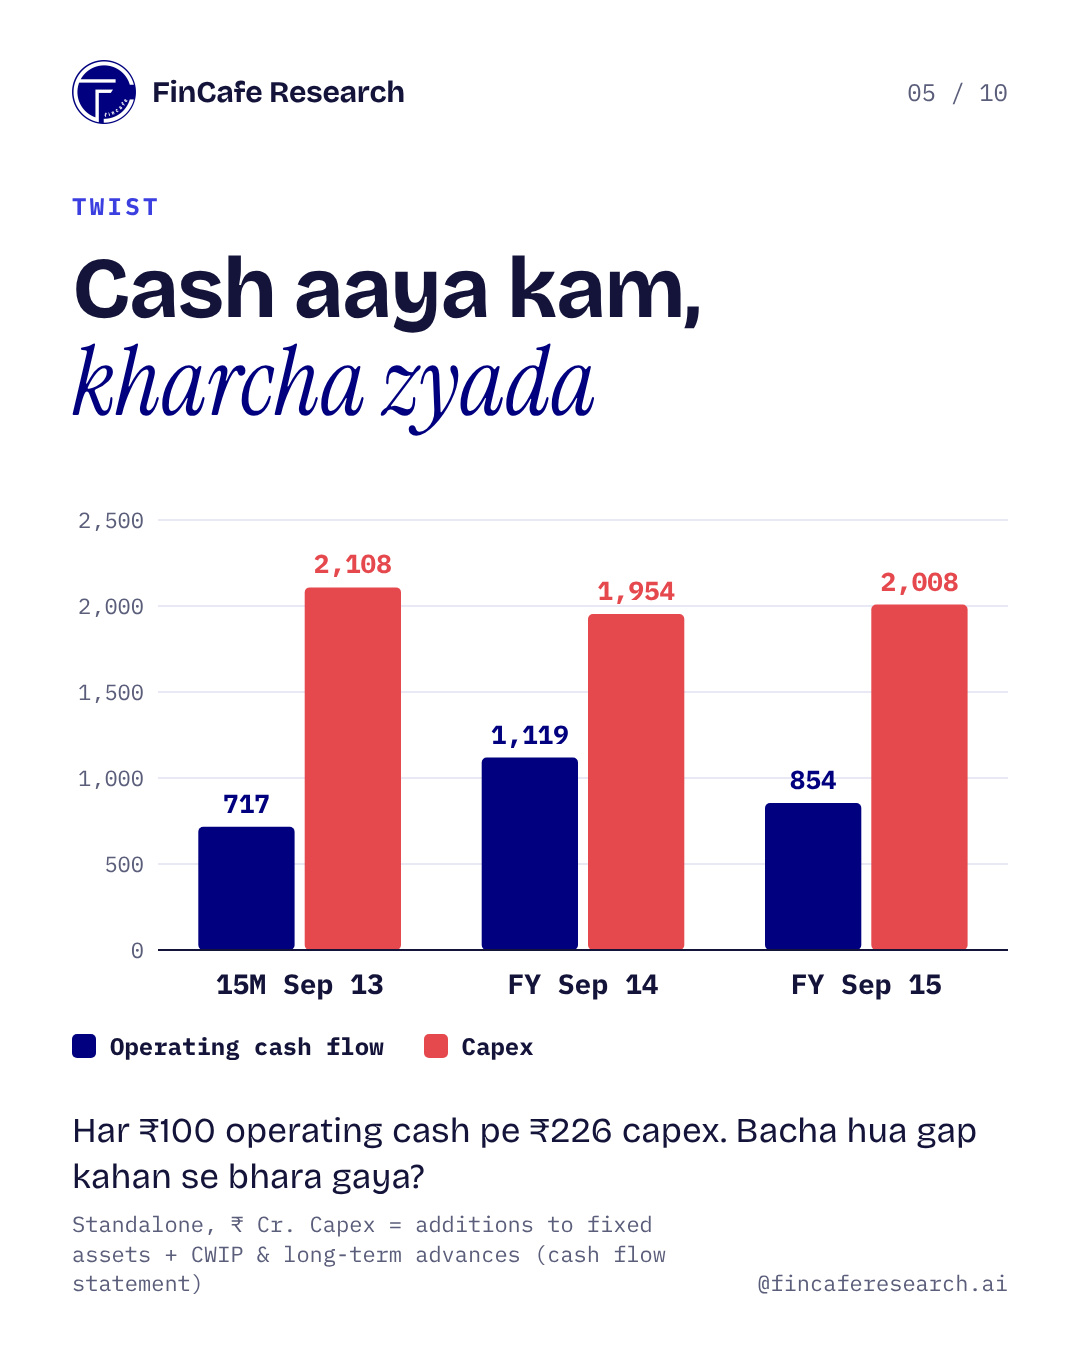 fincafe
FinCafe Research
05 / 10
TWIST
Cash aaya kam,
kharcha zyada
2,500
2,000
1,500
1,000
500
0
717
2,108
1,119
1,954
854
2,008
15M Sep 13
FY Sep 14
FY Sep 15
Operating cash flow
Capex
Har ₹100 operating cash pe ₹226 capex. Bacha hua gap
kahan se bhara gaya?
Standalone, ₹ Cr. Capex = additions to fixed
assets + CWIP & long-term advances (cash flow
statement)
@fincaferesearch.ai